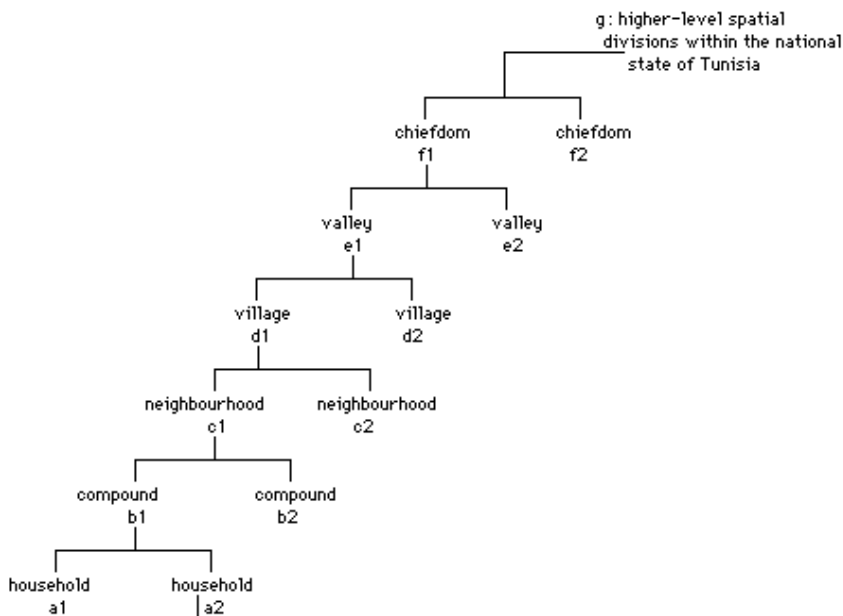 g: higher-level spatial
divisions within the national
state of Tunisia
chiefdom chiefdom
f1 f2
valley valley
e1 e2
village village
d1 d2
neighbourhood neighbourhood
c1 c2
compound compound
b1 b2
household household
a1 a2